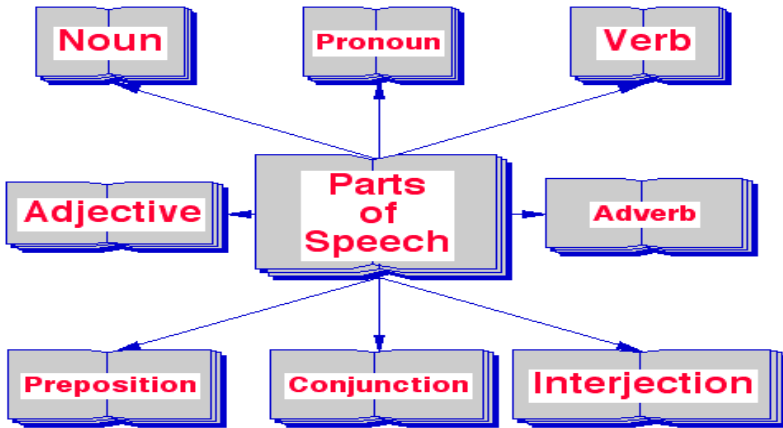 Noun
Pronoun
Verb
Parts
of
Speech
Adjective
Adverb
Preposition
Conjunction
Interjection